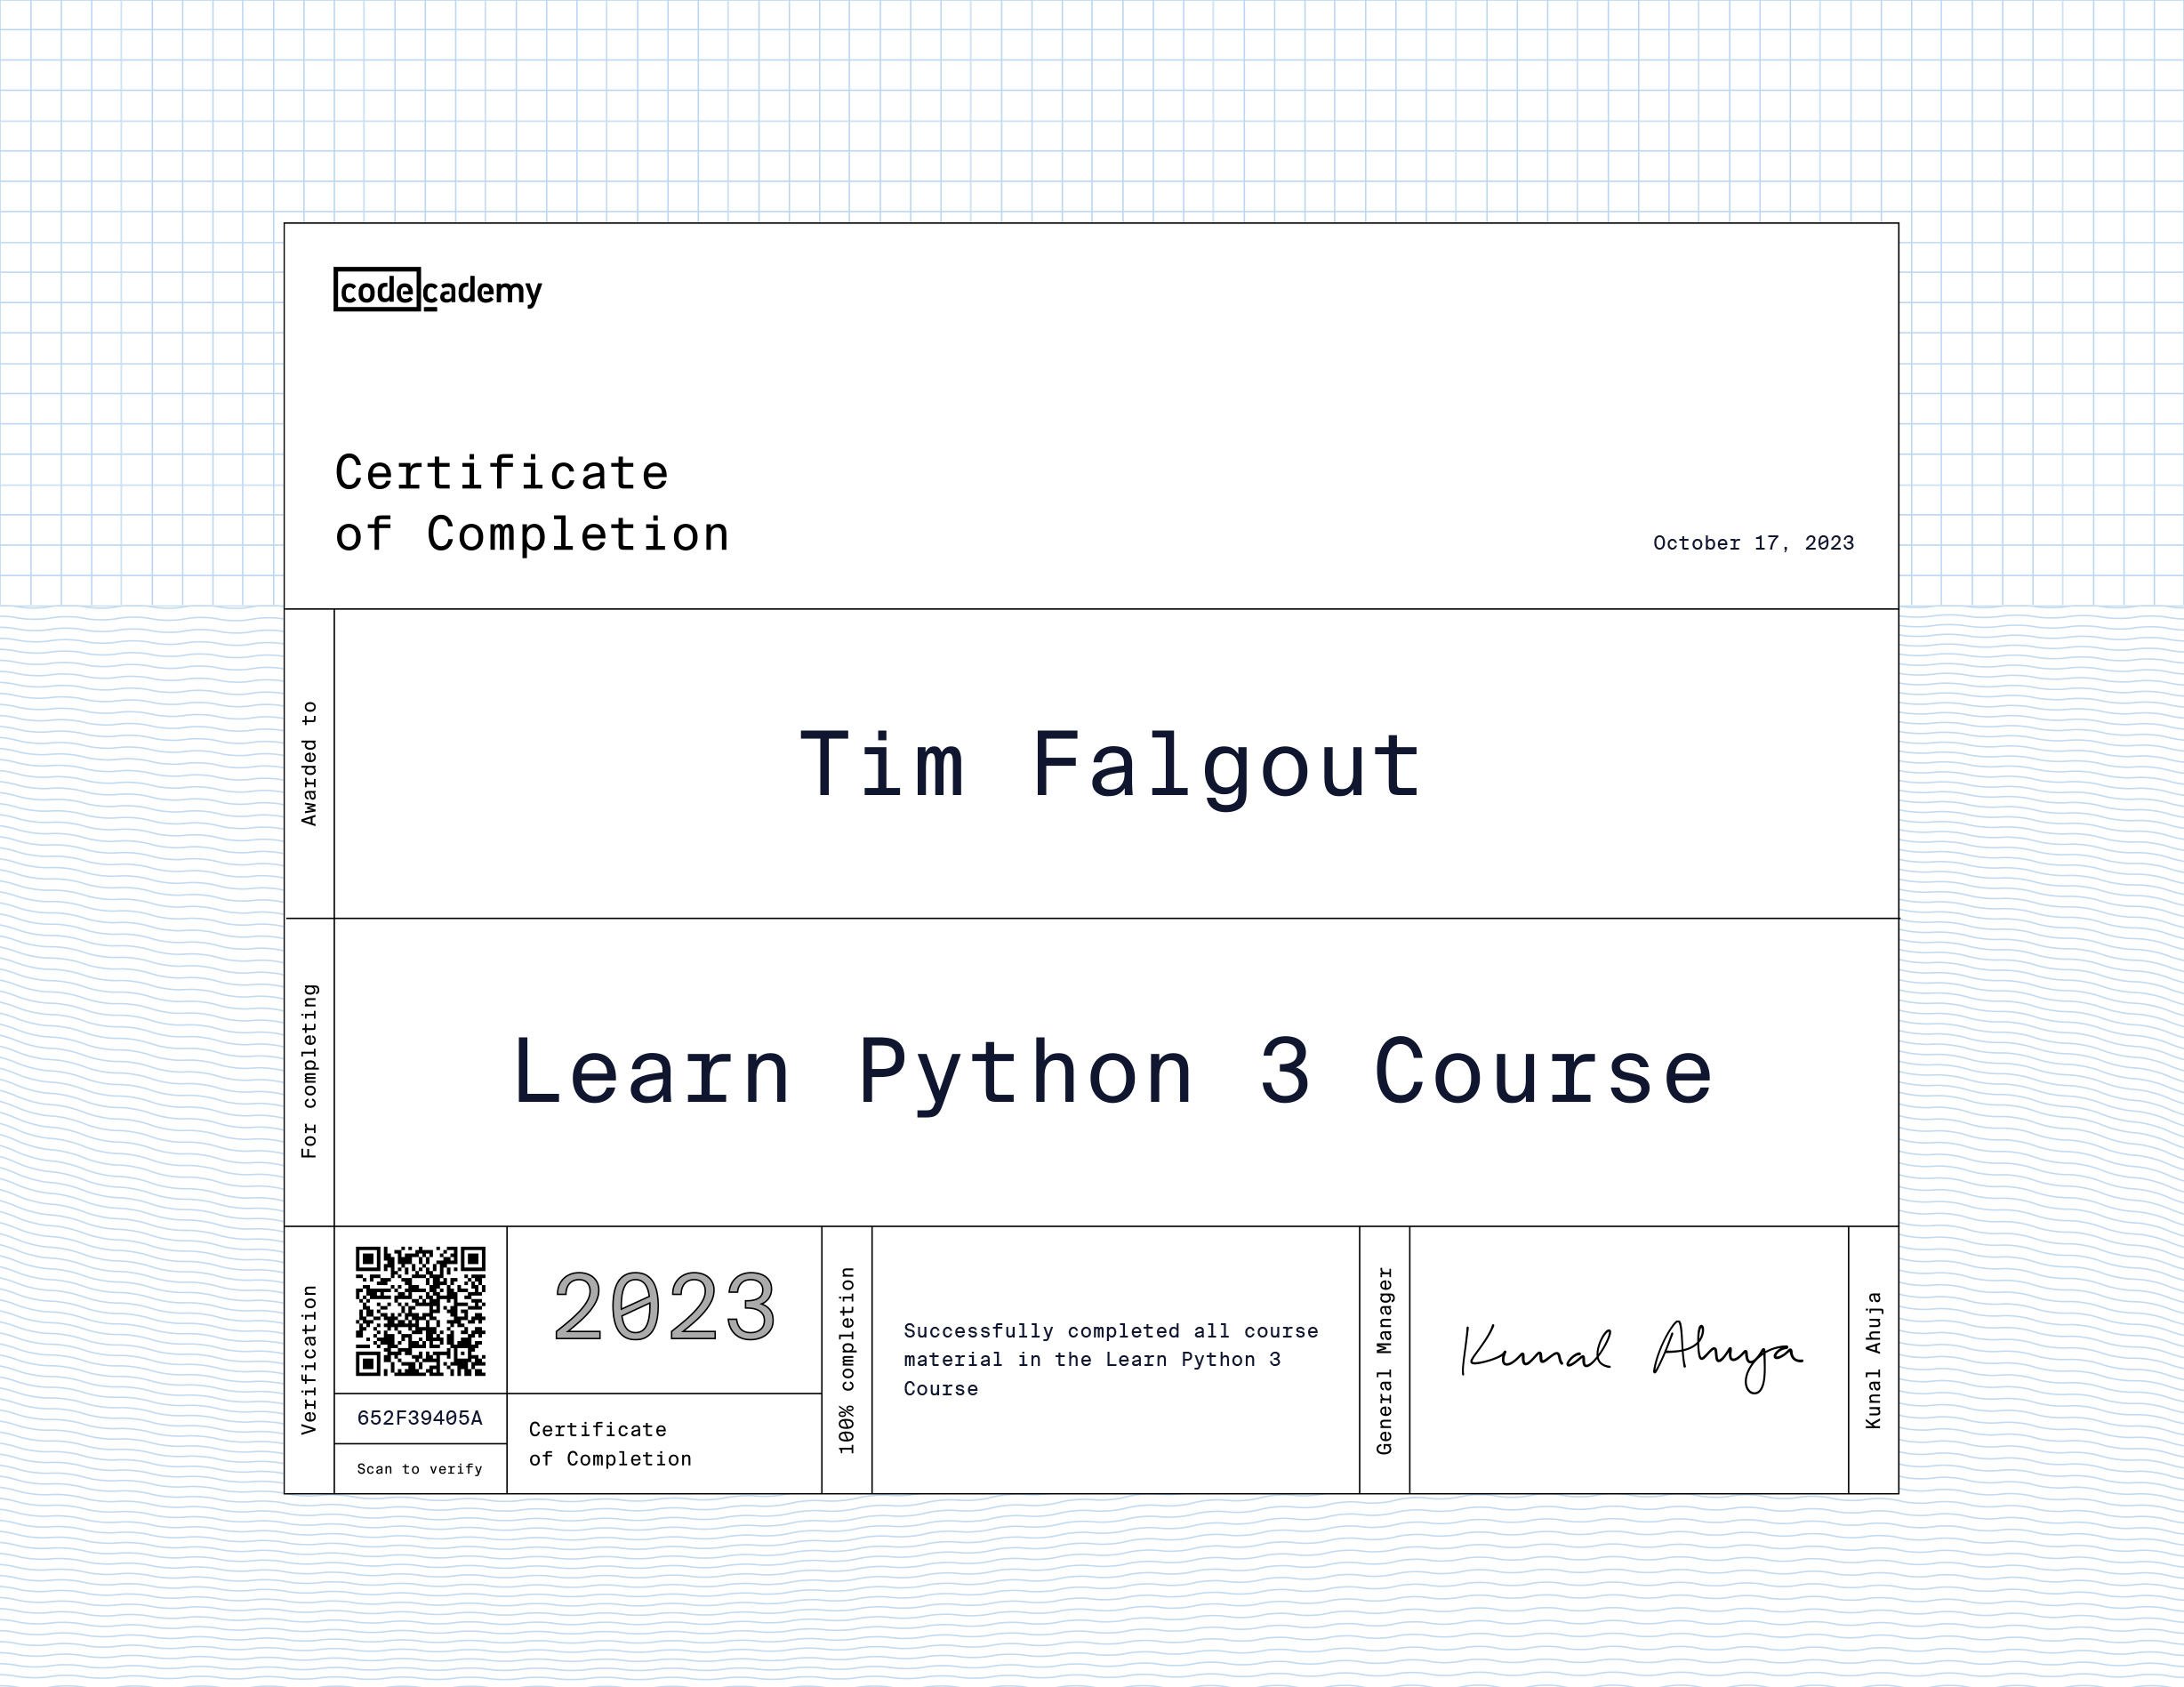 codecademy
Certificate
of Completion
October 17, 2023
Awarded to
Tim Falgout
For completing
Learn Python 3 Course
Verification
652F39405A
Scan to verify
2023
Certificate
of Completion
100% completion
Successfully completed all course
material in the Learn Python 3
Course
General Manager
Kunal Ahuja
Kunal Ahuja